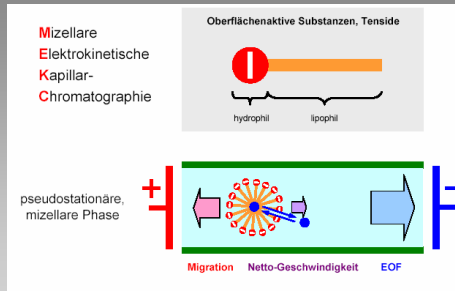 Mizellare
Elektrokinetische
Kapillar-
Chromatographie
Oberflächenaktive Substanzen, Tenside
hydrophil lipophil
pseudostationäre,
mizellare Phase
+ –
Migration Netto-Geschwindigkeit EOF